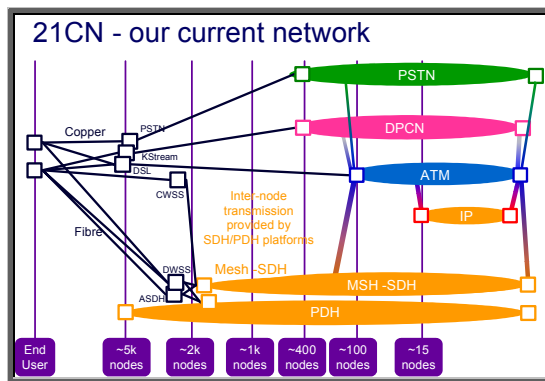 21CN - our current network
PSTN
Copper
PSTN
DPCN
KStream
DSL
ATM
CWSS
Inter-node
transmission
provided by
SDH/PDH platforms
IP
Fibre
DWSS
Mesh -SDH
MSH -SDH
ASDH
PDH
End
User
~5k
nodes
~2k
nodes
~1k
nodes
~400
nodes
~100
nodes
~15
nodes